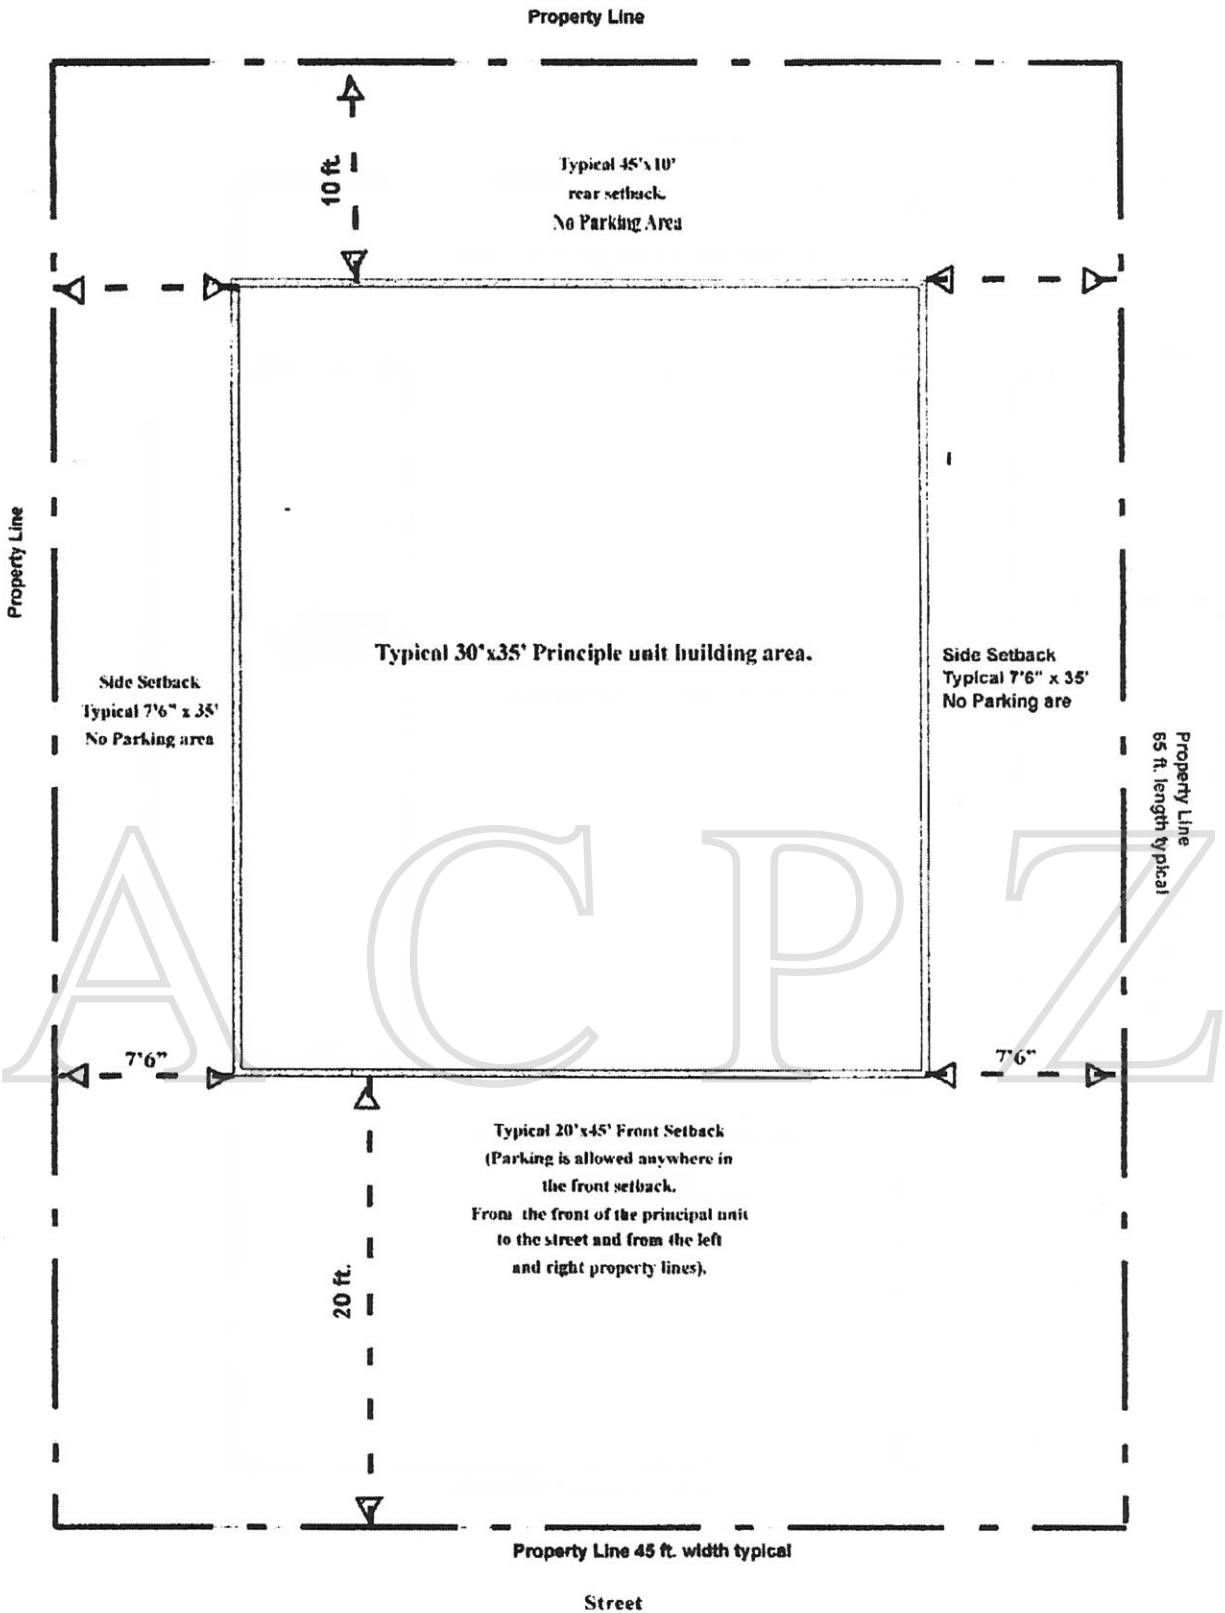 Property Line
10 ft.
Typical 45'x10'
rear setback.
No Parking Area
Property Line
Typical 30'x35' Principle unit building area.
Side Setback
Typical 7'6" x 35'
No Parking area
Side Setback
Typical 7'6" x 35'
No Parking are
Property Line
65 ft. length typical
A C P Z
7'6"
7'6"
Typical 20'x45' Front Setback
(Parking is allowed anywhere in
the front setback.
From the front of the principal unit
to the street and from the left
and right property lines).
20 ft.
Property Line 45 ft. width typical
Street